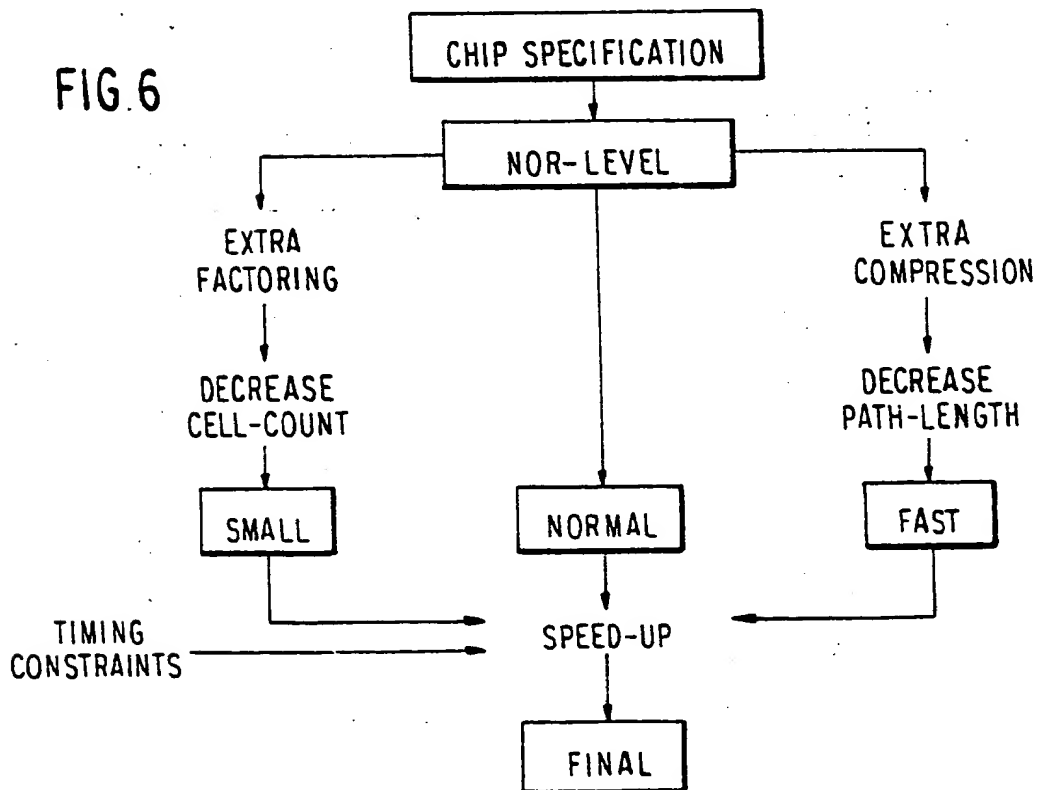 FIG.6
CHIP SPECIFICATION
NOR-LEVEL
EXTRA
FACTORING
EXTRA
COMPRESSION
DECREASE
CELL-COUNT
DECREASE
PATH-LENGTH
SMALL
NORMAL
FAST
TIMING
CONSTRAINTS
SPEED-UP
FINAL